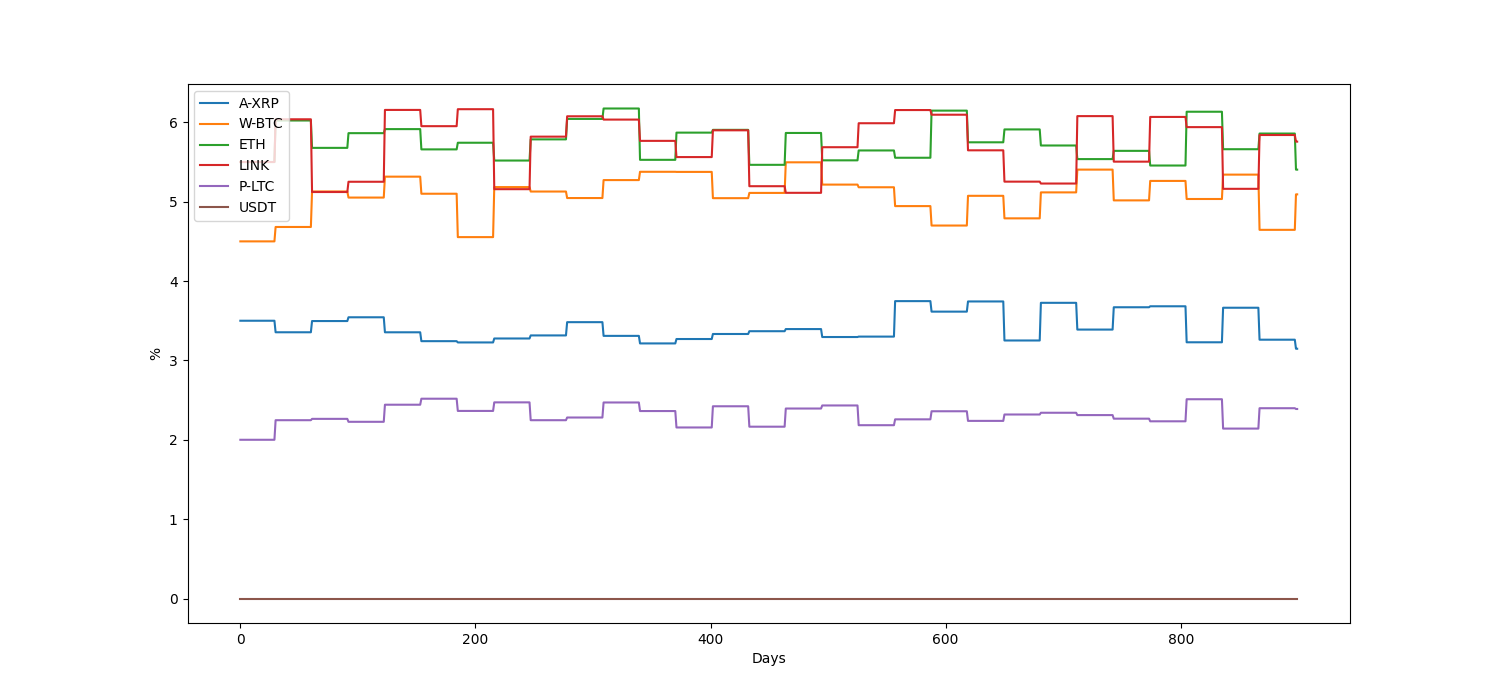 A-XRP
W-BTC
ETH
LINK
P-LTC
USDT
6
5
4
3
2
1
0
%
0 200 400 600 800
Days